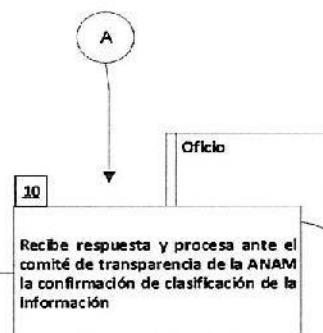 A
Oficio
10
Recibe respuesta y procesa ante el
comité de transparencia de la ANAM
la confirmación de clasificación de la
información